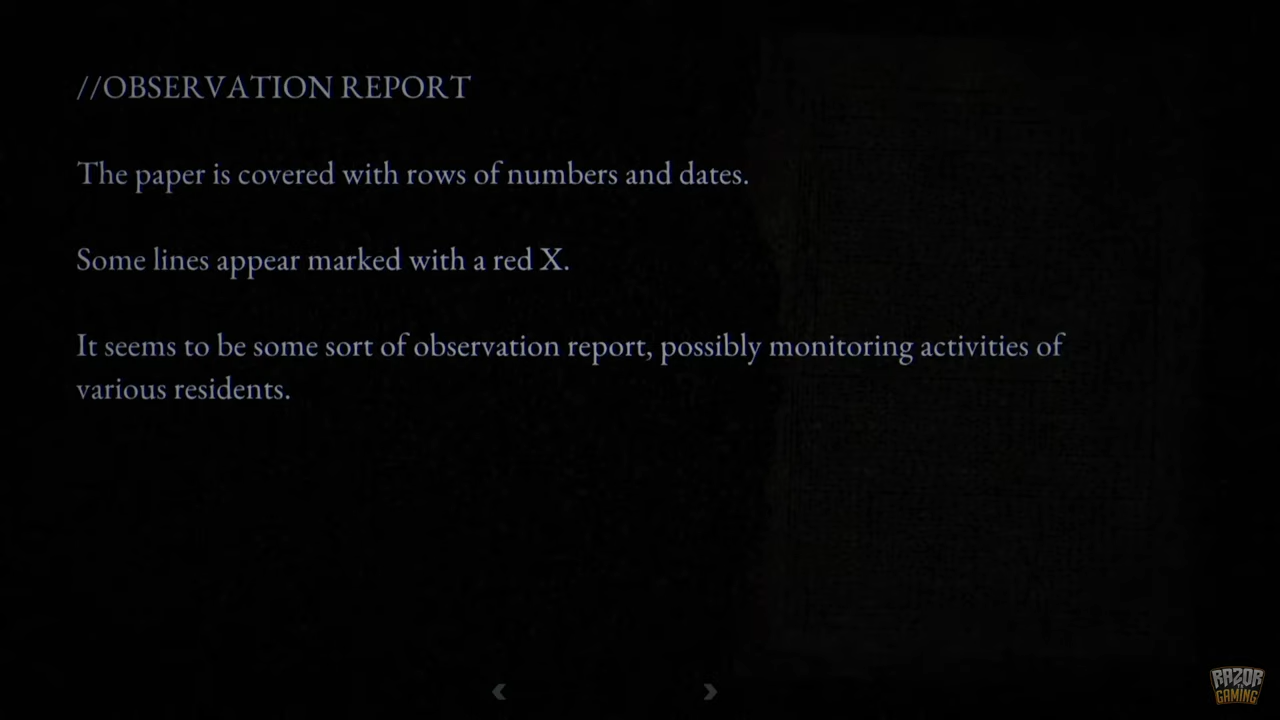 //OBSERVATION REPORT
The paper is covered with rows of numbers and dates.
Some lines appear marked with a red X.
It seems to be some sort of observation report, possibly monitoring activities of
various residents.
RAZOR
GAMING